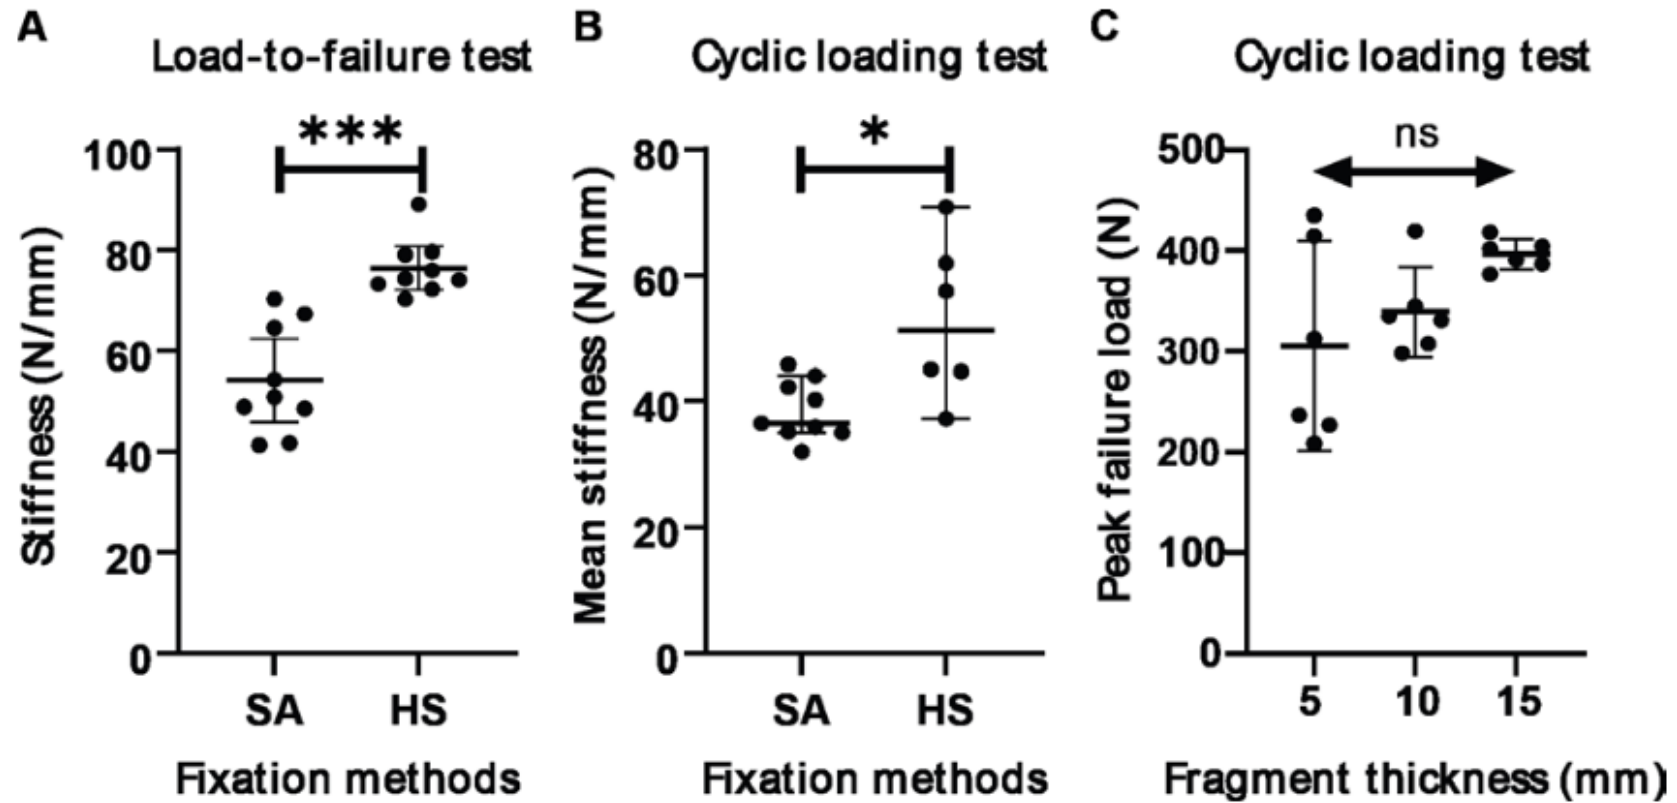 A
Load-to-failure test
***
Stiffness (N/mm)
100
80
60
40
20
0
SA HS
Fixation methods
B
Cyclic loading test
*
Mean stiffness (N/mm)
80
60
40
20
0
SA HS
Fixation methods
C
Cyclic loading test
ns
Peak failure load (N)
500
400
300
200
100
0
5 10 15
Fragment thickness (mm)